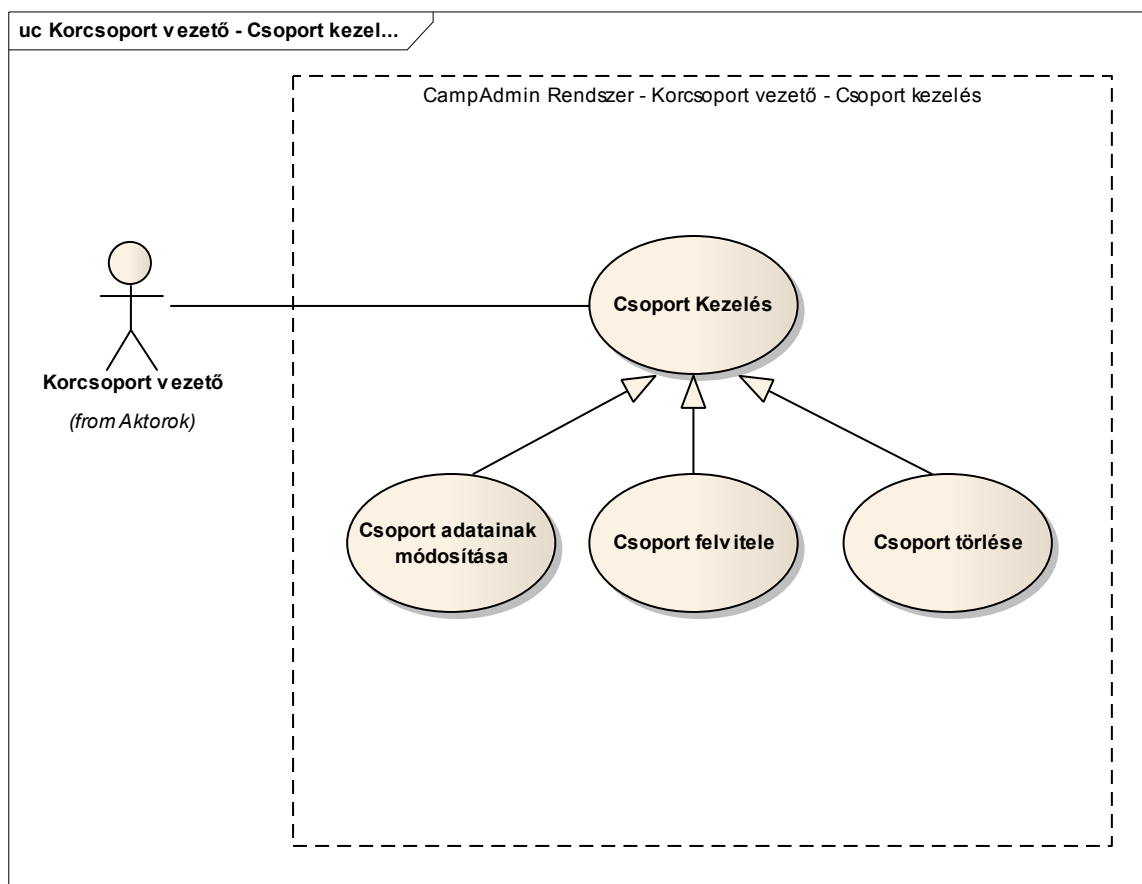 uc Korcsoport vezető - Csoport kezel...
CampAdmin Rendszer - Korcsoport vezető - Csoport kezelés
Csoport Kezelés
Korcsoport vezető
(from Aktorok)
Csoport adatainak
módosítása
Csoport felvitele
Csoport törlése